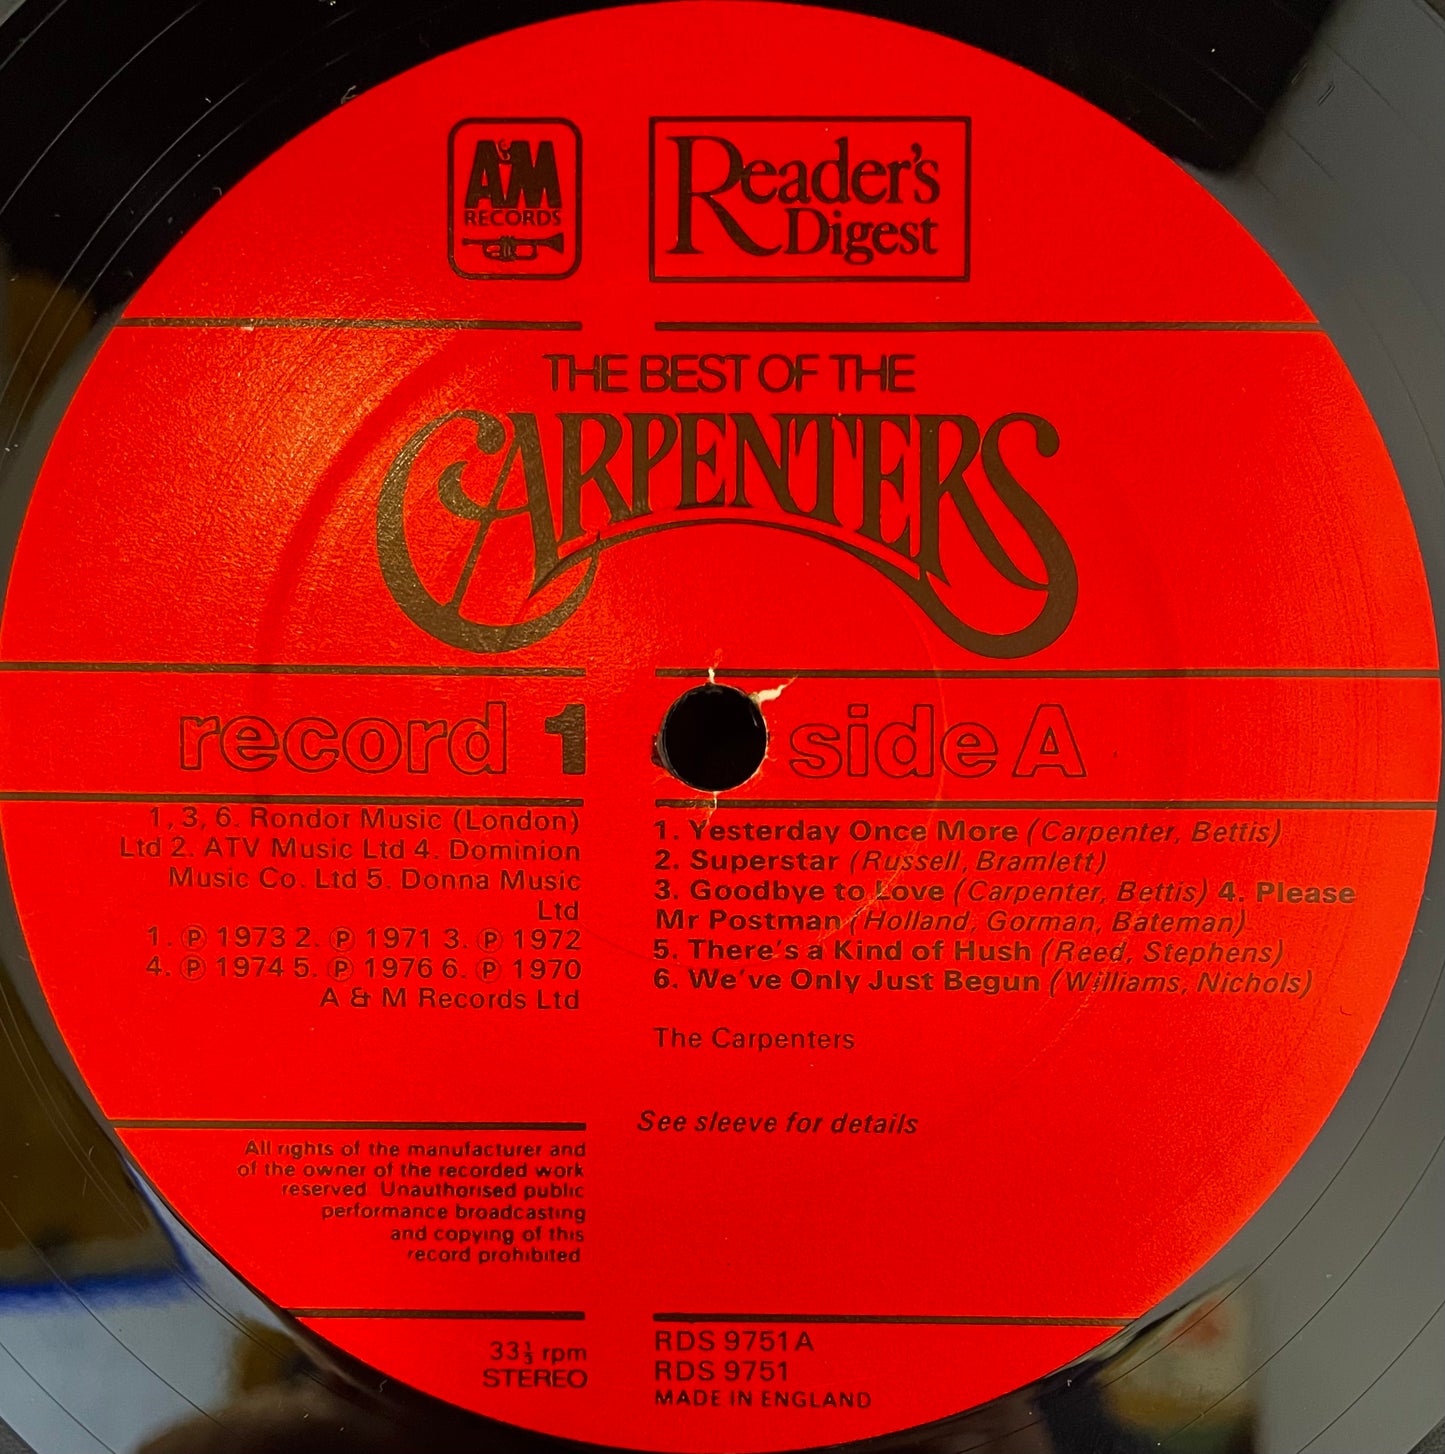 A&M
RECORDS
Reader's
Digest
THE BEST OF THE
CARPENTERS
record 1
side A
1, 3, 6. Rondor Music (London)
Ltd 2. ATV Music Ltd 4. Dominion
Music Co. Ltd 5. Donna Music
Ltd
1. ℗ 1973 2. ℗ 1971 3. ℗ 1972
4. ℗ 1974 5. ℗ 1976 6. ℗ 1970
A & M Records Ltd
1. Yesterday Once More (Carpenter, Bettis)
2. Superstar (Russell, Bramlett)
3. Goodbye to Love (Carpenter, Bettis) 4. Please
Mr Postman (Holland, Gorman, Bateman)
5. There's a Kind of Hush (Reed, Stephens)
6. We've Only Just Begun (Williams, Nichols)
The Carpenters
See sleeve for details
All rights of the manufacturer and
of the owner of the recorded work
reserved. Unauthorised public
performance broadcasting
and copying of this
record prohibited.
33⅓ rpm
STEREO
RDS 9751A
RDS 9751
MADE IN ENGLAND